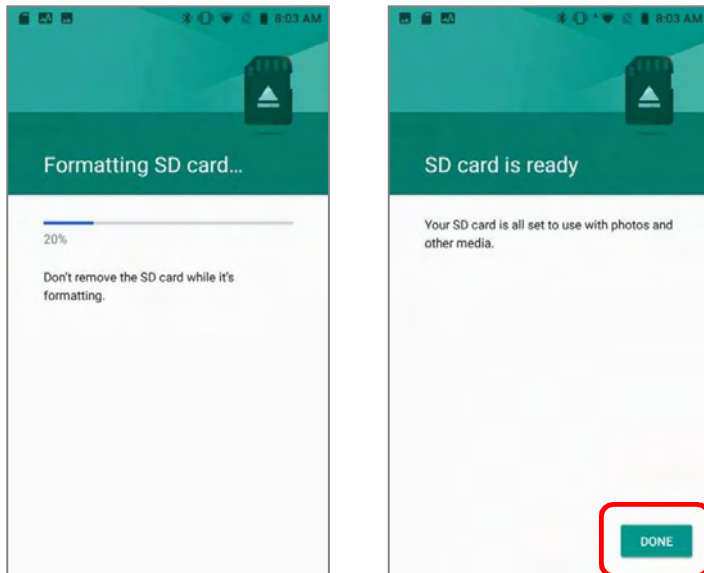 8:03 AM
Formatting SD card...
20%
Don't remove the SD card while it's
formatting.
8:03 AM
SD card is ready
Your SD card is all set to use with photos and
other media.
DONE